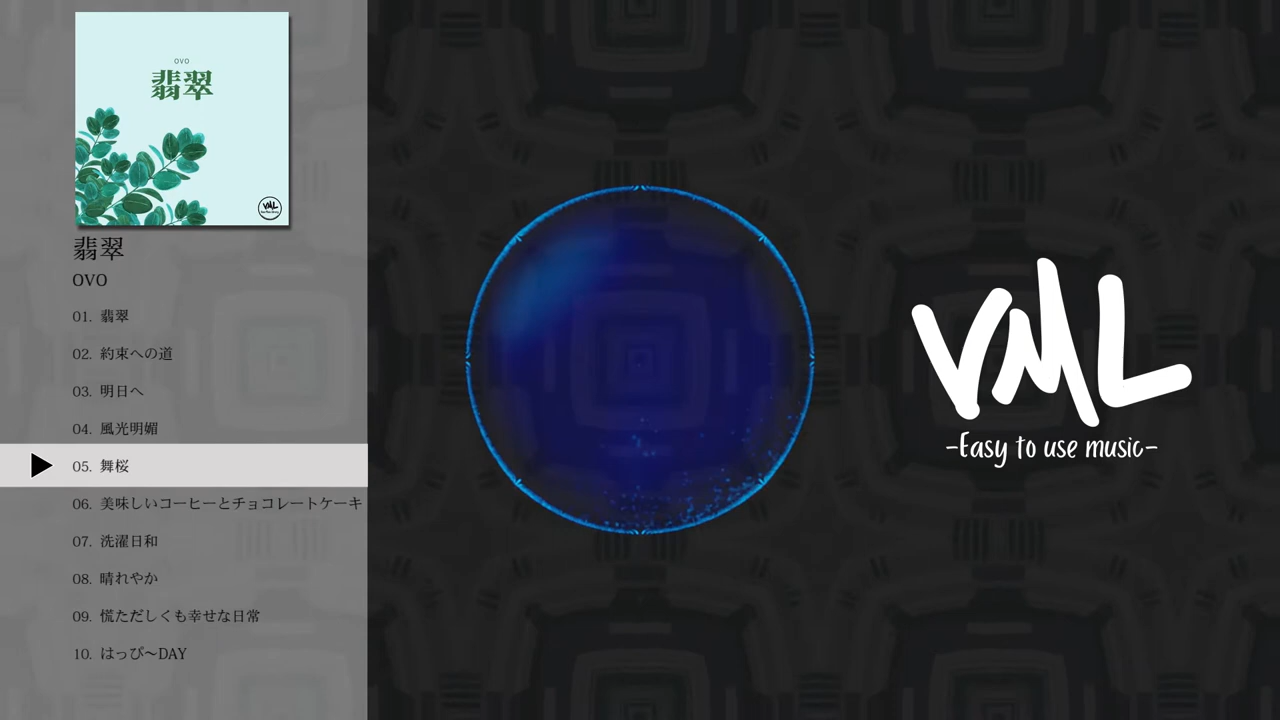 OVO
翡翠
VML
翡翠
OVO
01. 翡翠
02. 約束への道
03. 明日へ
04. 風光明媚
05. 舞桜
06. 美味しいコーヒーとチョコレートケーキ
07. 洗濯日和
08. 晴れやか
09. 慌ただしくも幸せな日常
10. はっぴ〜DAY
VML
-Easy to use music-